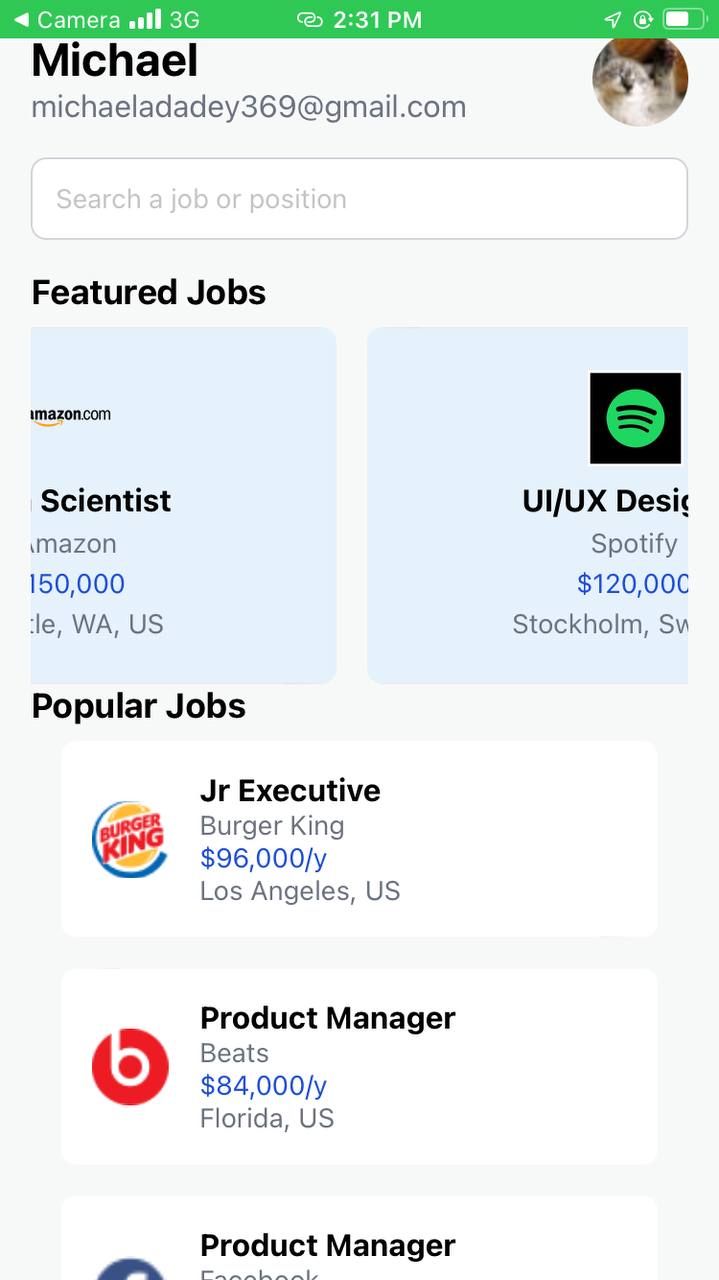 Camera 3G 2:31 PM
Michael
michaeladadey369@gmail.com
Search a job or position
Featured Jobs
amazon.com
Scientist
Amazon
150,000
tle, WA, US
UI/UX Desig
Spotify
$120,000
Stockholm, Sw
Popular Jobs
BURGER
KING
Jr Executive
Burger King
$96,000/y
Los Angeles, US
Product Manager
Beats
$84,000/y
Florida, US
Product Manager
Facebook